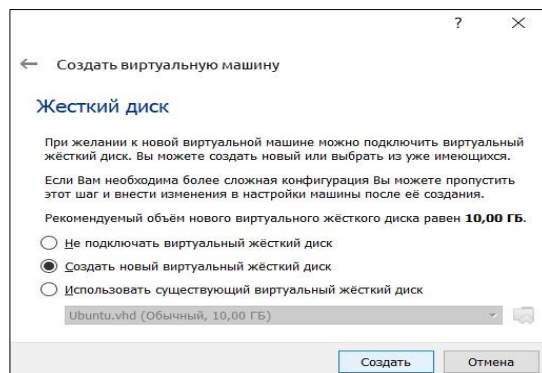 ?
← Создать виртуальную машину
Жесткий диск
При желании к новой виртуальной машине можно подключить виртуальный
жёсткий диск. Вы можете создать новый или выбрать из уже имеющихся.
Если Вам необходима более сложная конфигурация Вы можете пропустить
этот шаг и внести изменения в настройки машины после её создания.
Рекомендуемый объём нового виртуального жёсткого диска равен 10,00 ГБ.
Не подключать виртуальный жёсткий диск
Создать новый виртуальный жёсткий диск
Использовать существующий виртуальный жёсткий диск
Ubuntu.vhd (Обычный, 10,00 ГБ)
Создать
Отмена